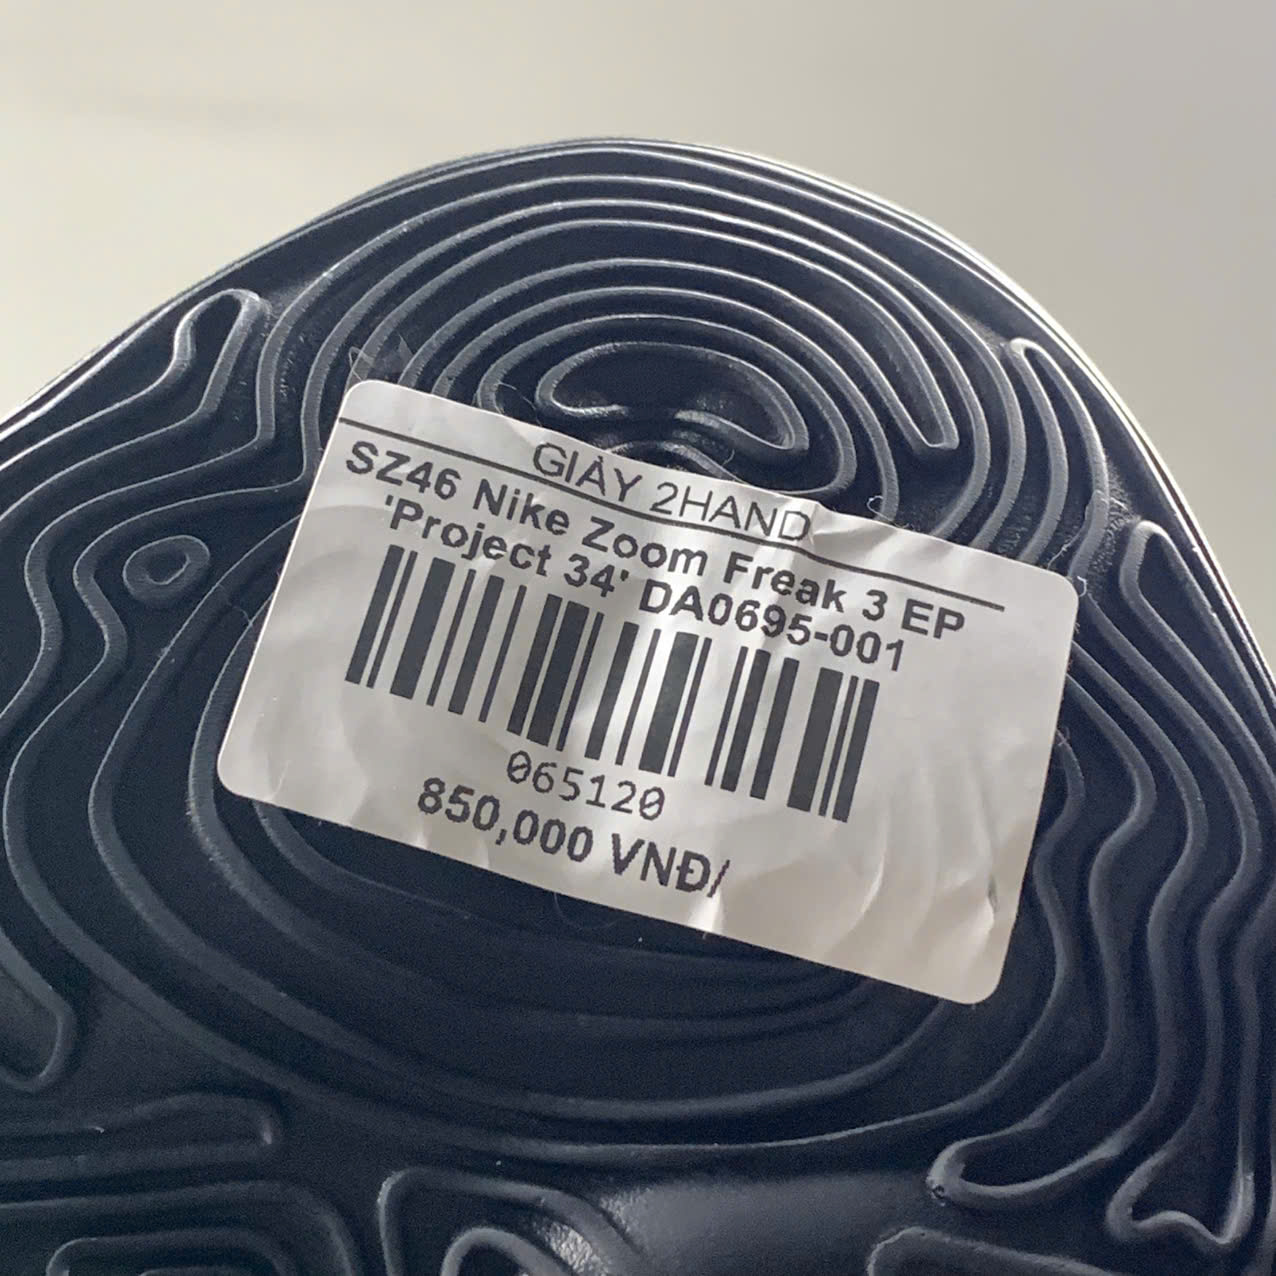 GIÀY 2HAND
SZ46 Nike Zoom Freak 3 EP
'Project 34' DA0695-001
065120
850,000 VNĐ/